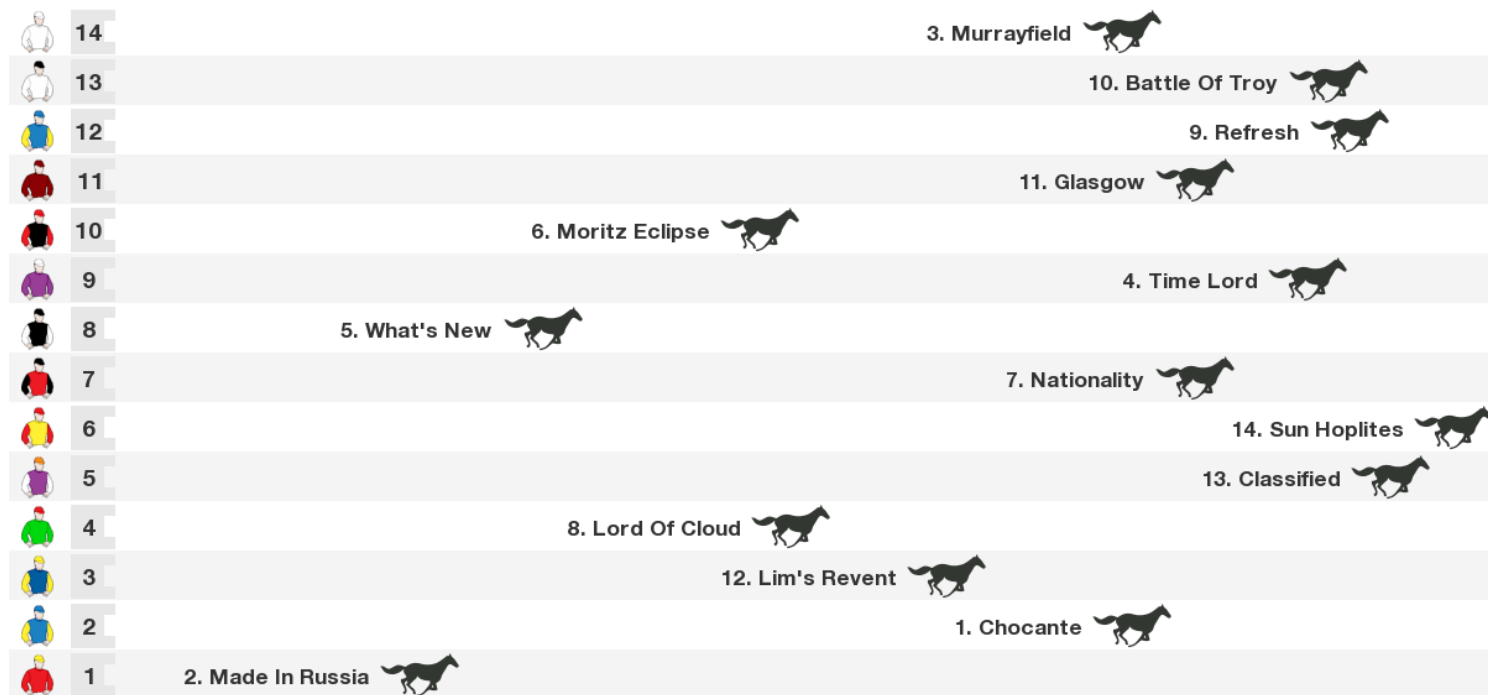 14 3. Murrayfield
13 10. Battle Of Troy
12 9. Refresh
11 11. Glasgow
10 6. Moritz Eclipse
9 4. Time Lord
8 5. What's New
7 7. Nationality
6 14. Sun Hoplites
5 13. Classified
4 8. Lord Of Cloud
3 12. Lim's Revent
2 1. Chocante
1 2. Made In Russia